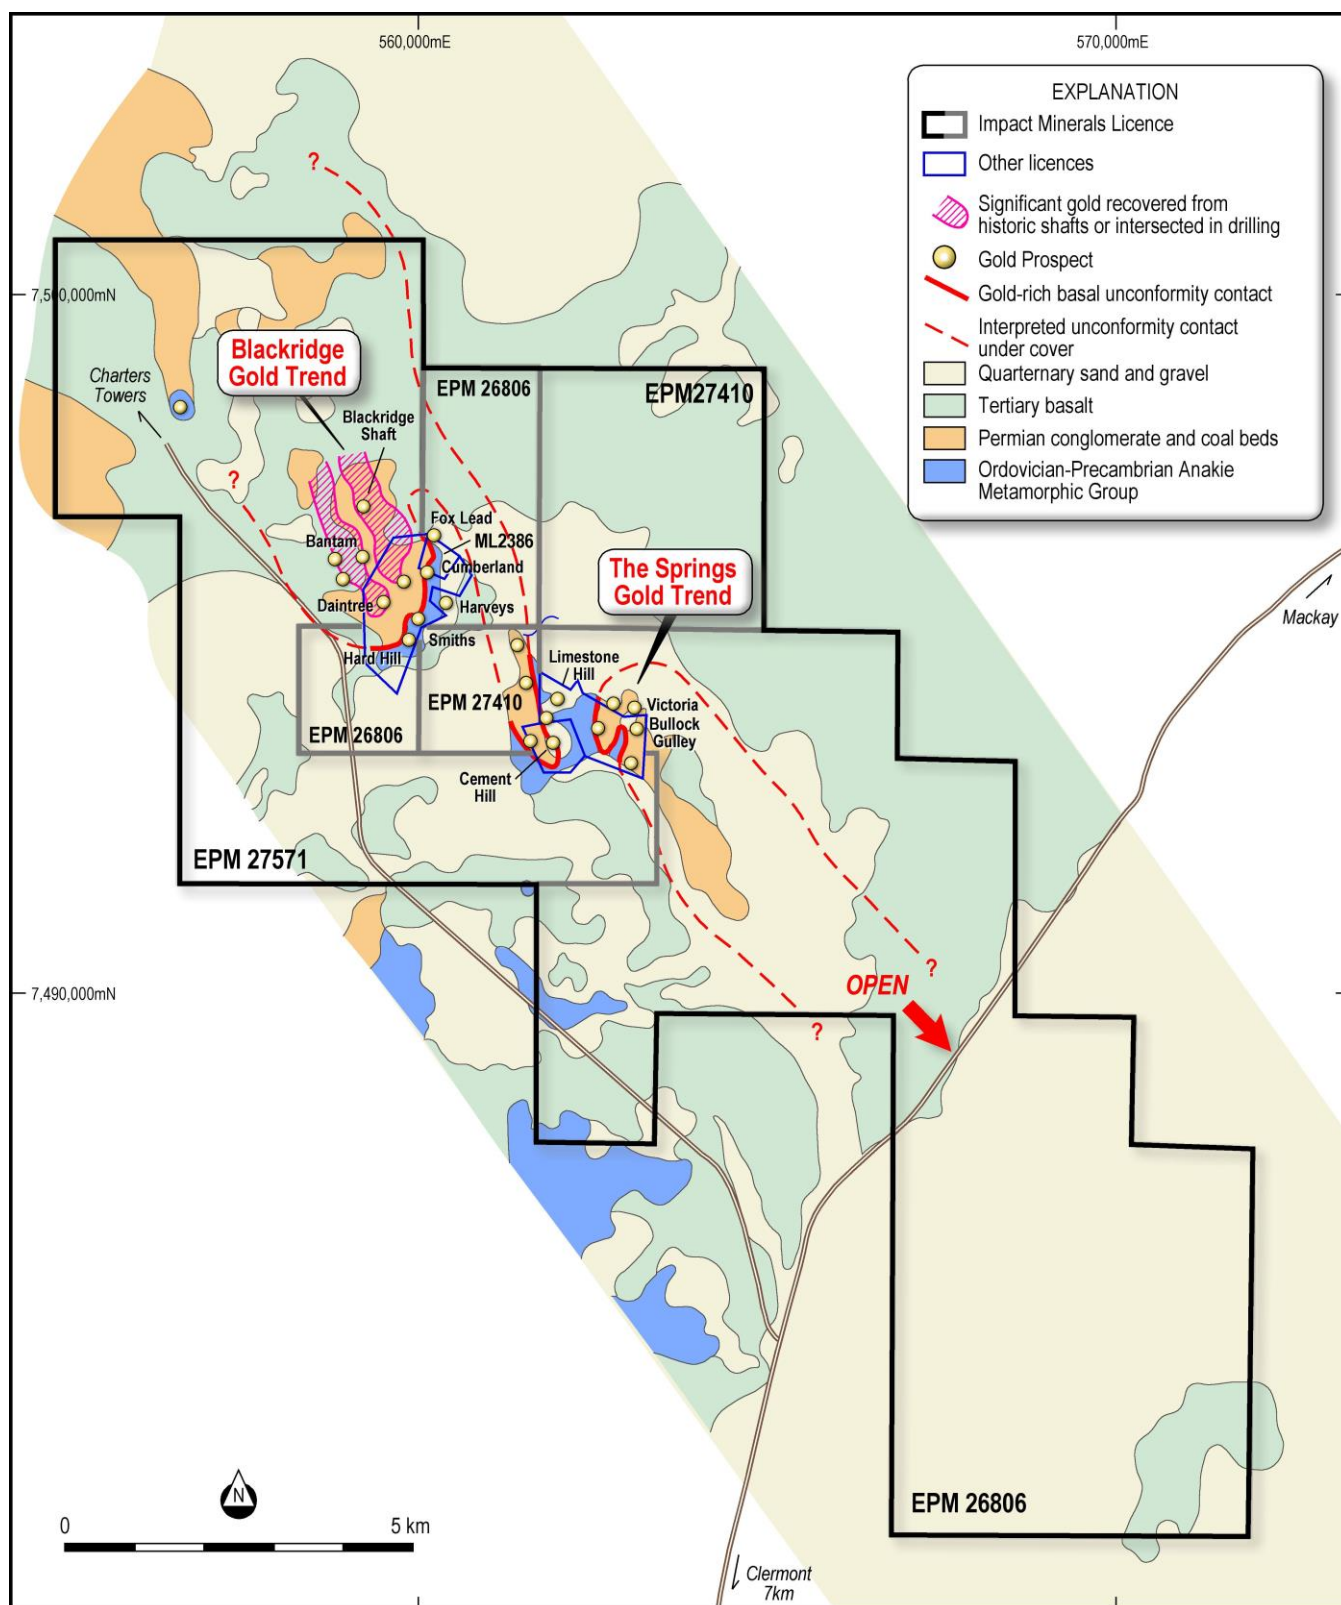 560,000mE
570,000mE
EXPLANATION
Impact Minerals Licence
Other licences
Significant gold recovered from
historic shafts or intersected in drilling
Gold Prospect
Gold-rich basal unconformity contact
Interpreted unconformity contact
under cover
Quarternary sand and gravel
Tertiary basalt
Permian conglomerate and coal beds
Ordovician-Precambrian Anakie
Metamorphic Group
?
7,500,000mN
Blackridge
Gold Trend
Charters
Towers
EPM 26806
EPM27410
Blackridge
Shaft
?
Fox Lead
ML2386
Bantam
Cumberland
The Springs
Gold Trend
Daintree
Harveys
Mackay
Smiths
Hard Hill
Limestone
Hill
EPM 27410
Victoria
Bullock
Gulley
EPM 26806
Cement
Hill
EPM 27571
?
OPEN
7,490,000mN
?
EPM 26806
N
0
5 km
Clermont
7km